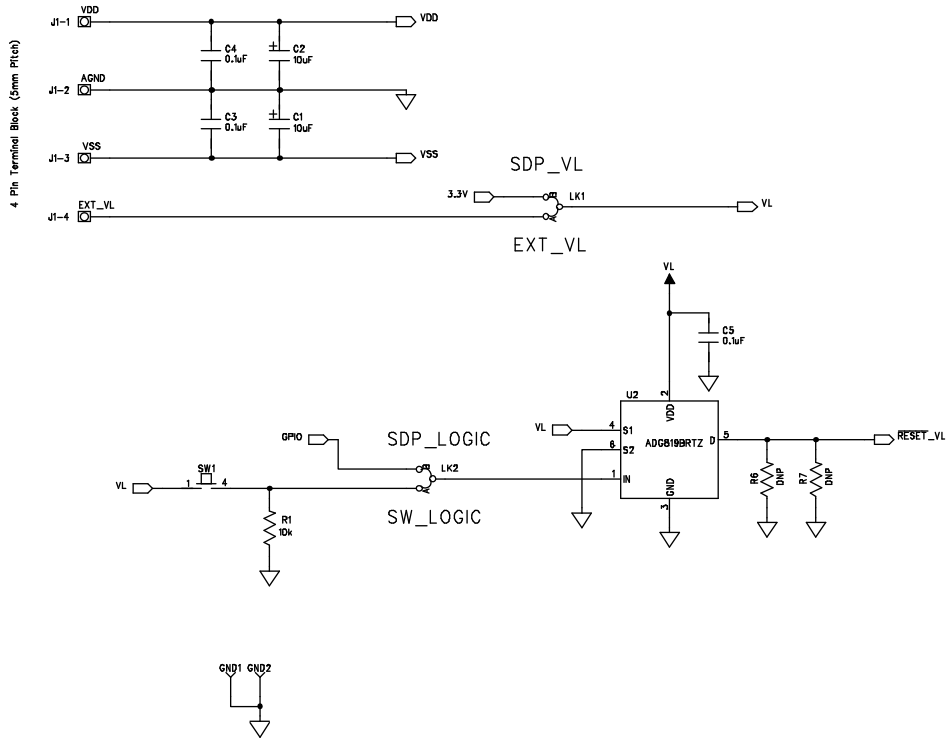 4 Pin Terminal Block (5mm Pitch)
J1-1 VDD
VDD
C4
0.1uF
+ C2
10uF
J1-2 AGND
C3
0.1uF
+ C1
10uF
J1-3 VSS
VSS
SDP_VL
3.3V
B
LK1
J1-4 EXT_VL
A
VL
EXT_VL
VL
C5
0.1uF
U2
2
VDD
VL
4 S1
ADG819BRTZ
D 5
RESET_VL
6 S2
1 IN
GND
3
R6
DNP
R7
DNP
GPIO
SDP_LOGIC
B
LK2
A
SW_LOGIC
SW1
VL
1 4
R1
10k
GND1 GND2